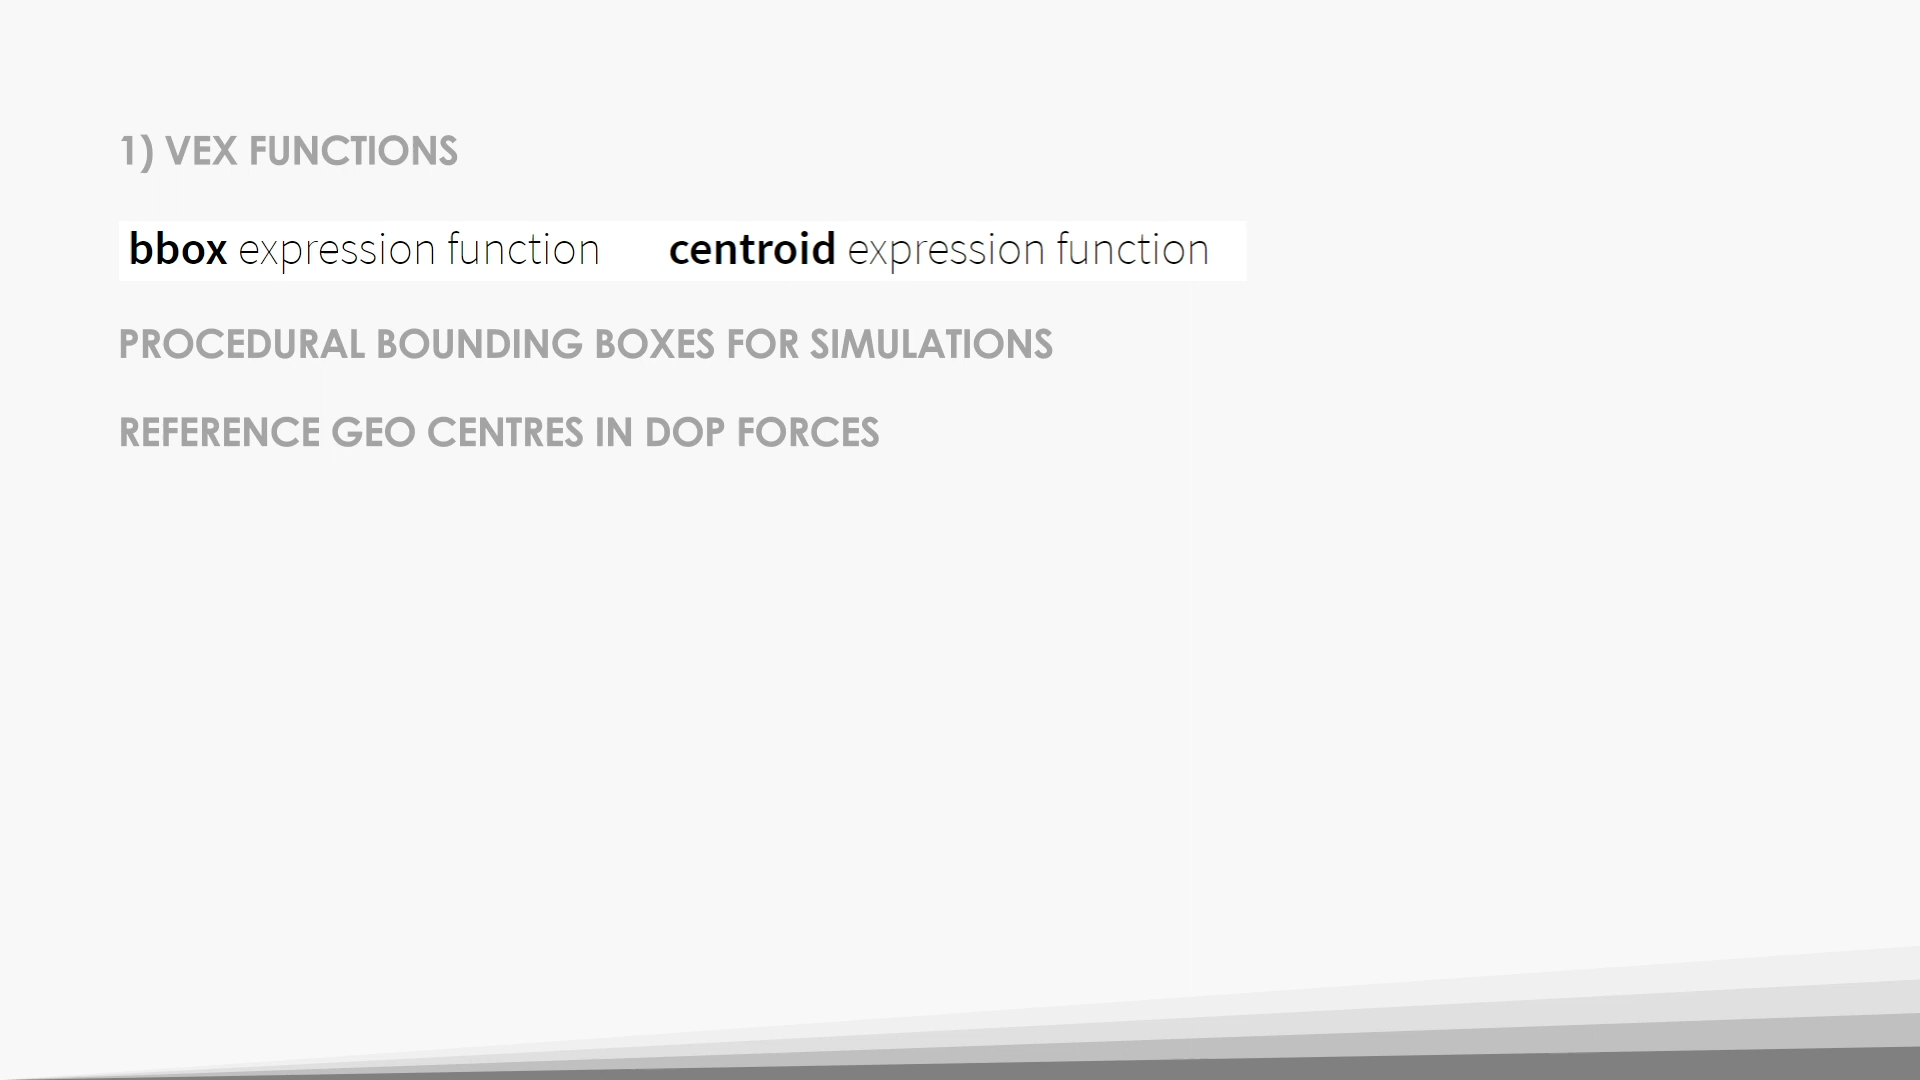 1) VEX FUNCTIONS
bbox expression function centroid expression function
PROCEDURAL BOUNDING BOXES FOR SIMULATIONS
REFERENCE GEO CENTRES IN DOP FORCES